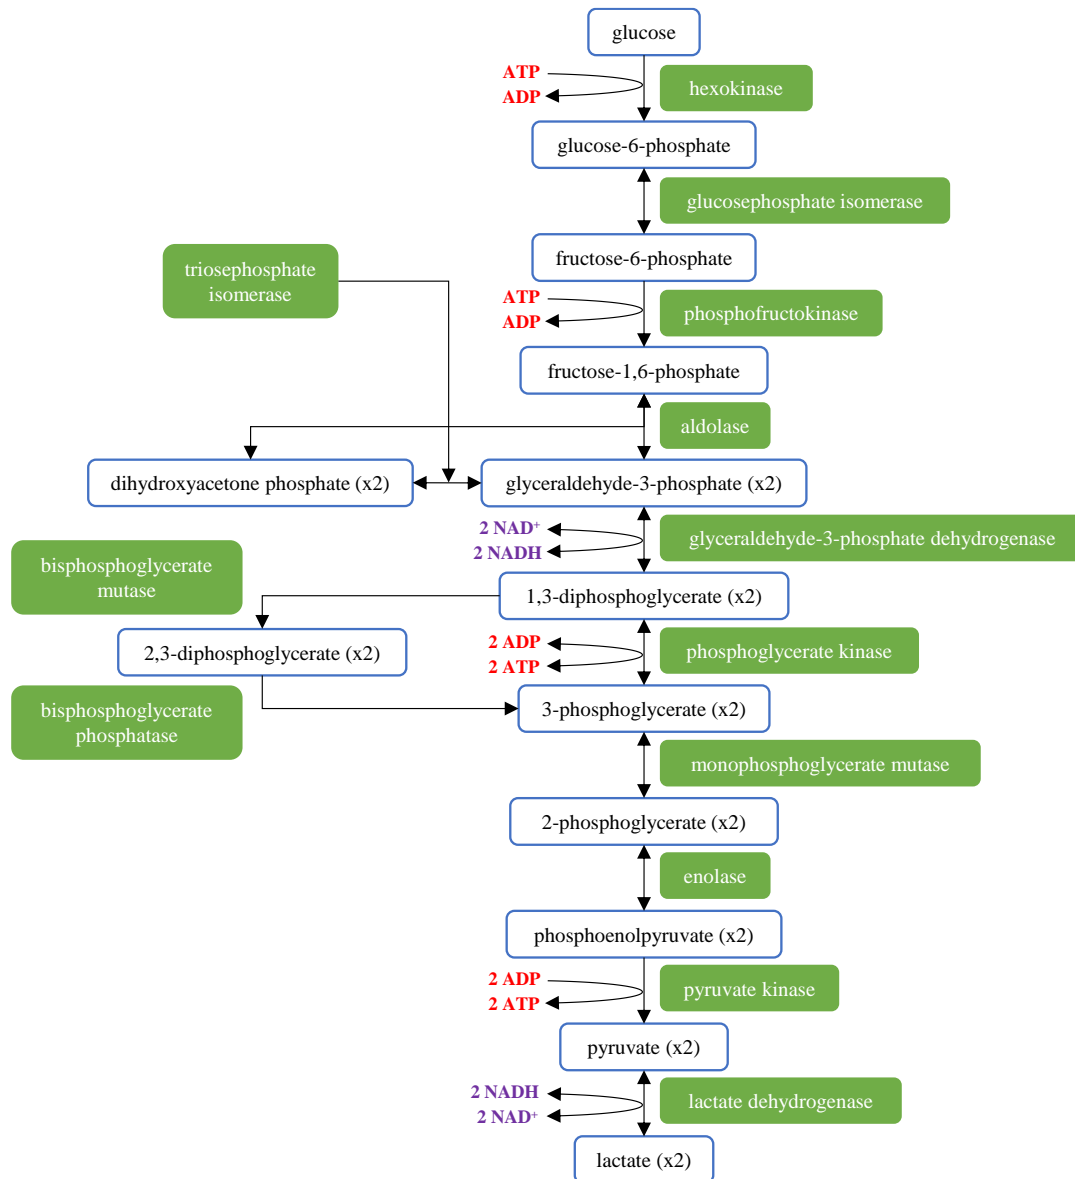 glucose
ATP
ADP
hexokinase
glucose-6-phosphate
glucosephosphate isomerase
fructose-6-phosphate
triosephosphate
isomerase
ATP
ADP
phosphofructokinase
fructose-1,6-phosphate
aldolase
dihydroxyacetone phosphate (x2)
glyceraldehyde-3-phosphate (x2)
2 NAD⁺
2 NADH
glyceraldehyde-3-phosphate dehydrogenase
bisphosphoglycerate
mutase
1,3-diphosphoglycerate (x2)
2,3-diphosphoglycerate (x2)
2 ADP
2 ATP
phosphoglycerate kinase
bisphosphoglycerate
phosphatase
3-phosphoglycerate (x2)
monophosphoglycerate mutase
2-phosphoglycerate (x2)
enolase
phosphoenolpyruvate (x2)
2 ADP
2 ATP
pyruvate kinase
pyruvate (x2)
2 NADH
2 NAD⁺
lactate dehydrogenase
lactate (x2)